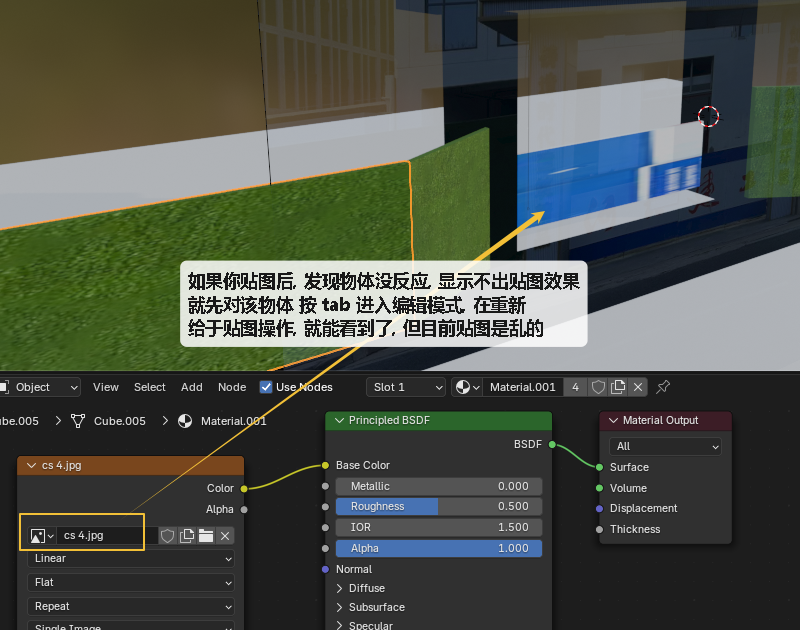 如果你贴图后, 发现物体没反应, 显示不出贴图效果
就先对该物体 按 tab 进入编辑模式, 在重新
给于贴图操作, 就能看到了, 但目前贴图是乱的
Object View Select Add Node Use Nodes Slot 1 Material.001 4
be.005 Cube.005 Material.001
Principled BSDF
Material Output
BSDF
All
cs 4.jpg
Base Color
Surface
Color
Metallic 0.000
Volume
Alpha
Roughness 0.500
Displacement
cs 4.jpg
IOR 1.500
Thickness
Linear
Alpha 1.000
Normal
Flat
Diffuse
Repeat
Subsurface
Single Image
Specular